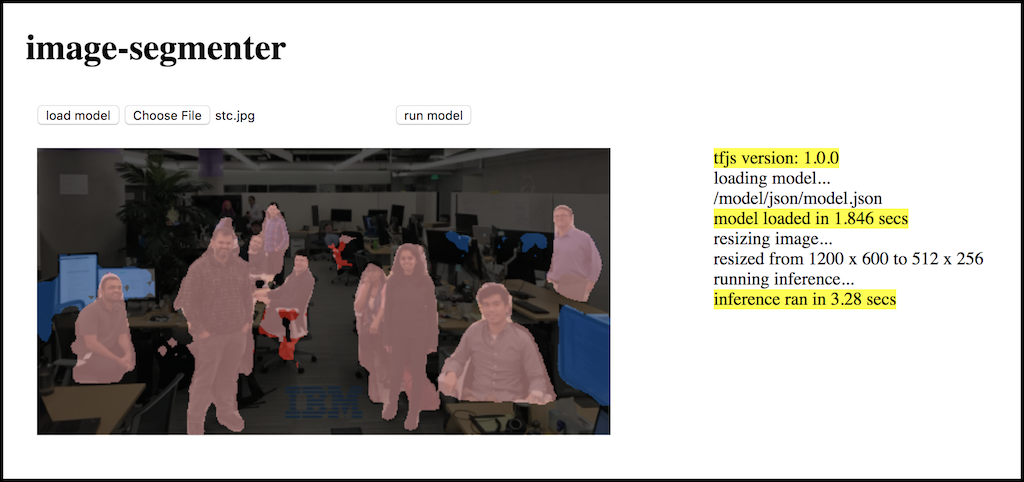 image-segmenter
load model Choose File stc.jpg run model
tfjs version: 1.0.0
loading model...
/model/json/model.json
model loaded in 1.846 secs
resizing image...
resized from 1200 x 600 to 512 x 256
running inference...
inference ran in 3.28 secs
IBM